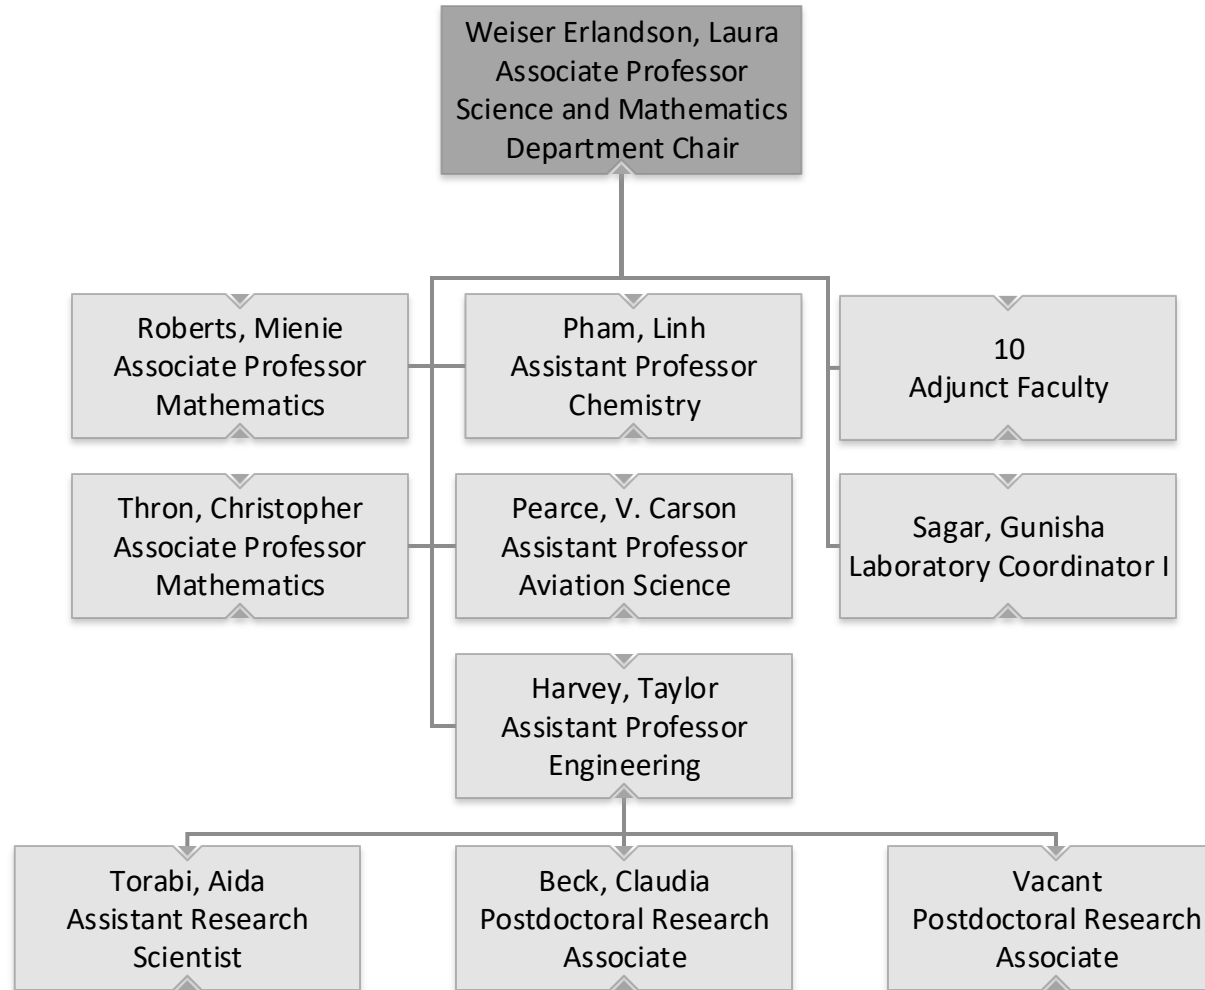 Weiser Erlandson, Laura
Associate Professor
Science and Mathematics
Department Chair
Roberts, Mienie
Associate Professor
Mathematics
Pham, Linh
Assistant Professor
Chemistry
10
Adjunct Faculty
Thron, Christopher
Associate Professor
Mathematics
Pearce, V. Carson
Assistant Professor
Aviation Science
Sagar, Gunisha
Laboratory Coordinator I
Harvey, Taylor
Assistant Professor
Engineering
Torabi, Aida
Assistant Research
Scientist
Beck, Claudia
Postdoctoral Research
Associate
Vacant
Postdoctoral Research
Associate